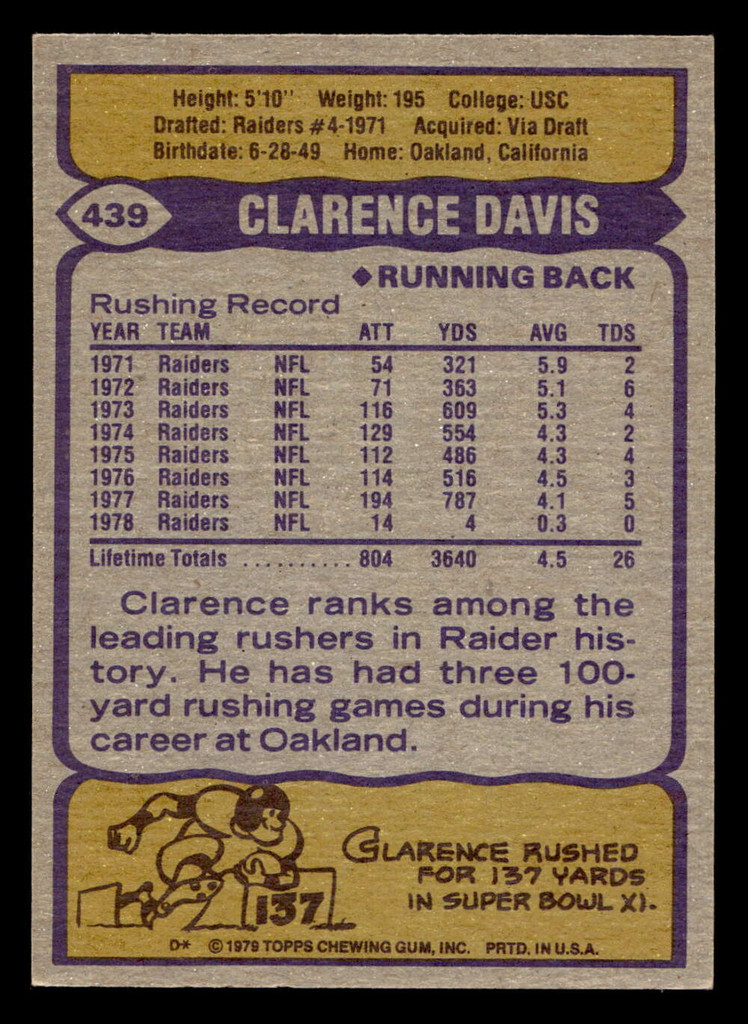 Height: 5'10" Weight: 195 College: USC
Drafted: Raiders #4-1971 Acquired: Via Draft
Birthdate: 6-28-49 Home: Oakland, California
439 CLARENCE DAVIS
◆RUNNING BACK
Rushing Record
YEAR TEAM ATT YDS AVG TDS
1971 Raiders NFL 54 321 5.9 2
1972 Raiders NFL 71 363 5.1 6
1973 Raiders NFL 116 609 5.3 4
1974 Raiders NFL 129 554 4.3 2
1975 Raiders NFL 112 486 4.3 4
1976 Raiders NFL 114 516 4.5 3
1977 Raiders NFL 194 787 4.1 5
1978 Raiders NFL 14 4 0.3 0
Lifetime Totals .......... 804 3640 4.5 26
Clarence ranks among the
leading rushers in Raider his-
tory. He has had three 100-
yard rushing games during his
career at Oakland.
CLARENCE RUSHED
FOR 137 YARDS
IN SUPER BOWL XI.
137
D* © 1979 TOPPS CHEWING GUM, INC. PRTD. IN U.S.A.